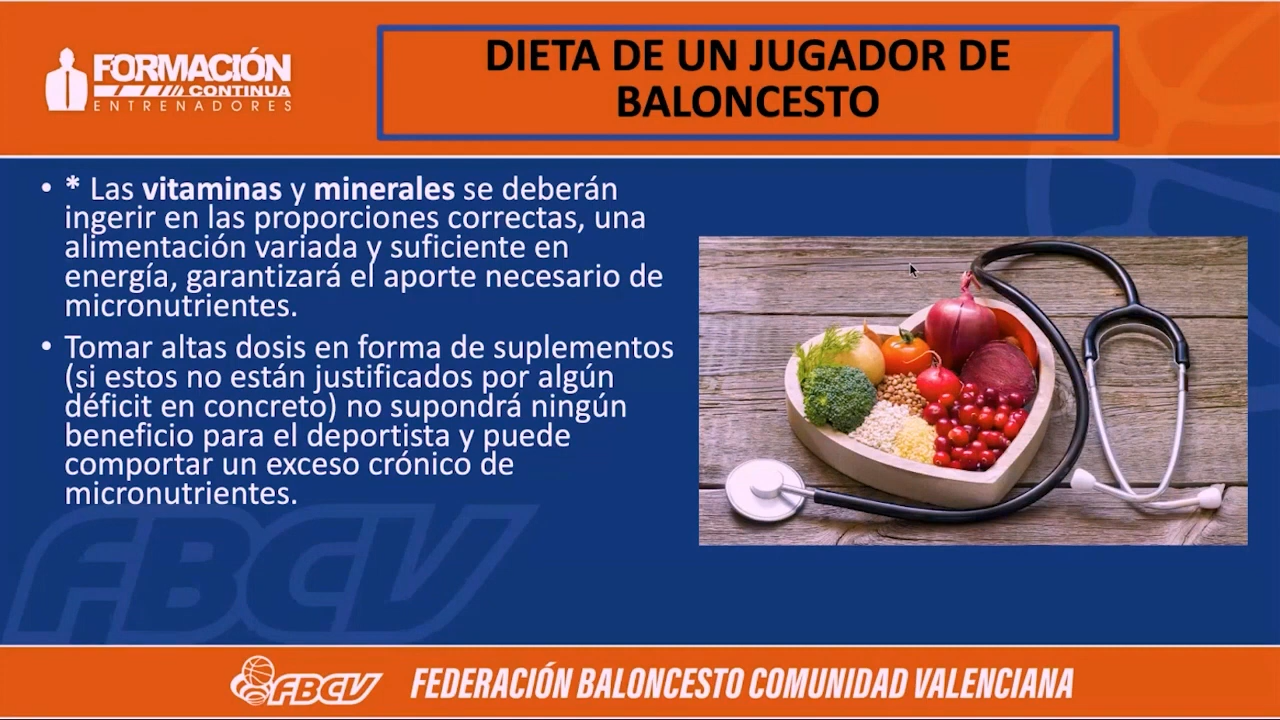 FORMACIÓN
CONTINUA
ENTRENADORES
DIETA DE UN JUGADOR DE
BALONCESTO
• * Las vitaminas y minerales se deberán
ingerir en las proporciones correctas, una
alimentación variada y suficiente en
energía, garantizará el aporte necesario de
micronutrientes.
• Tomar altas dosis en forma de suplementos
(si estos no están justificados por algún
déficit en concreto) no supondrá ningún
beneficio para el deportista y puede
comportar un exceso crónico de
micronutrientes.
FBCV
FBCV FEDERACIÓN BALONCESTO COMUNIDAD VALENCIANA